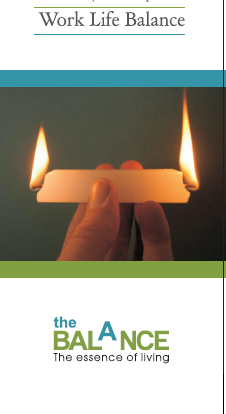 Work Life Balance
the
BALANCE
The essence of living